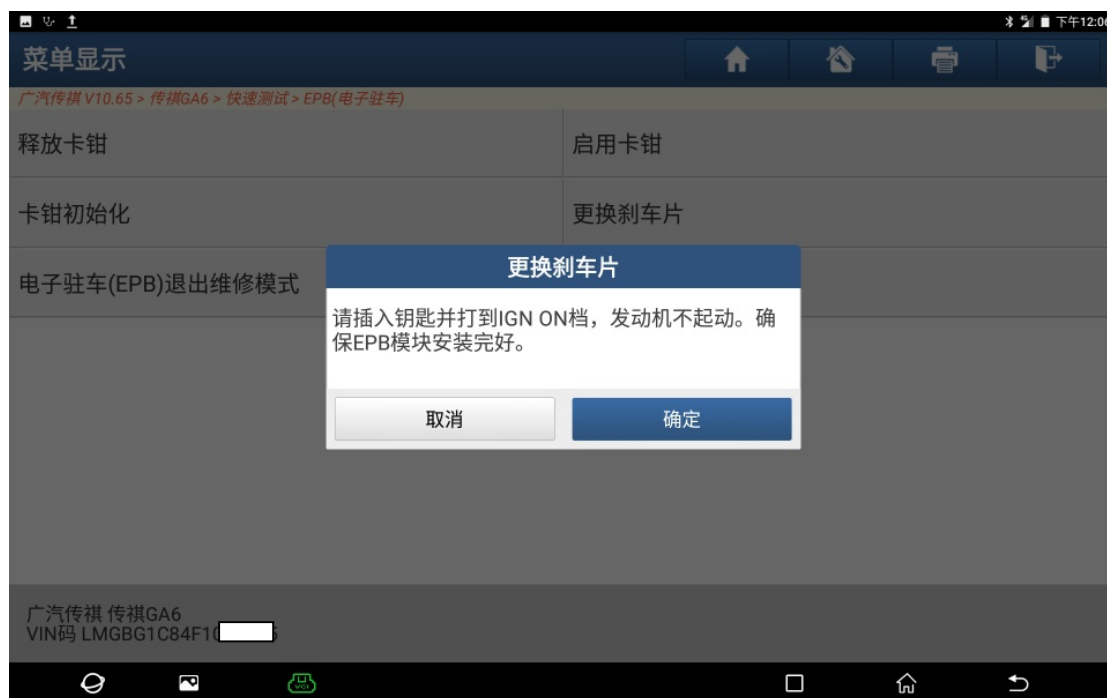 下午12:06
菜单显示
广汽传祺 V10.65 > 传祺GA6 > 快速测试 > EPB(电子驻车)
释放卡钳
启用卡钳
卡钳初始化
更换刹车片
电子驻车(EPB)退出维修模式
更换刹车片
请插入钥匙并打到IGN ON档，发动机不起动。确
保EPB模块安装完好。
取消
确定
广汽传祺 传祺GA6
VIN码 LMGBG1C84F1
VCI